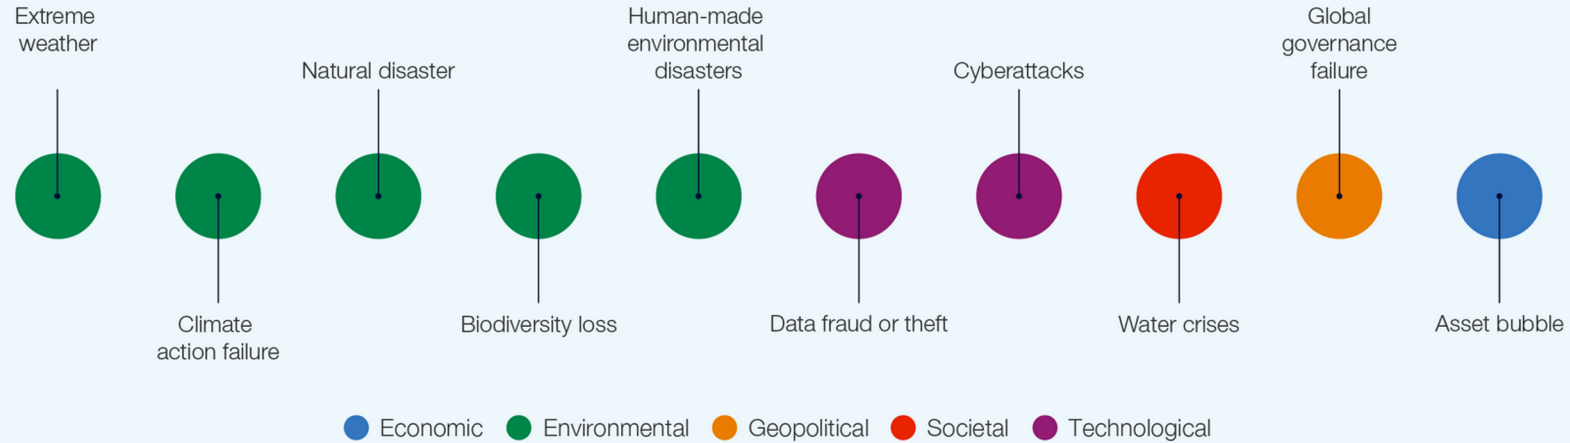 Extreme
weather
Climate
action failure
Natural disaster
Biodiversity loss
Human-made
environmental
disasters
Data fraud or theft
Cyberattacks
Water crises
Global
governance
failure
Asset bubble
Economic
Environmental
Geopolitical
Societal
Technological